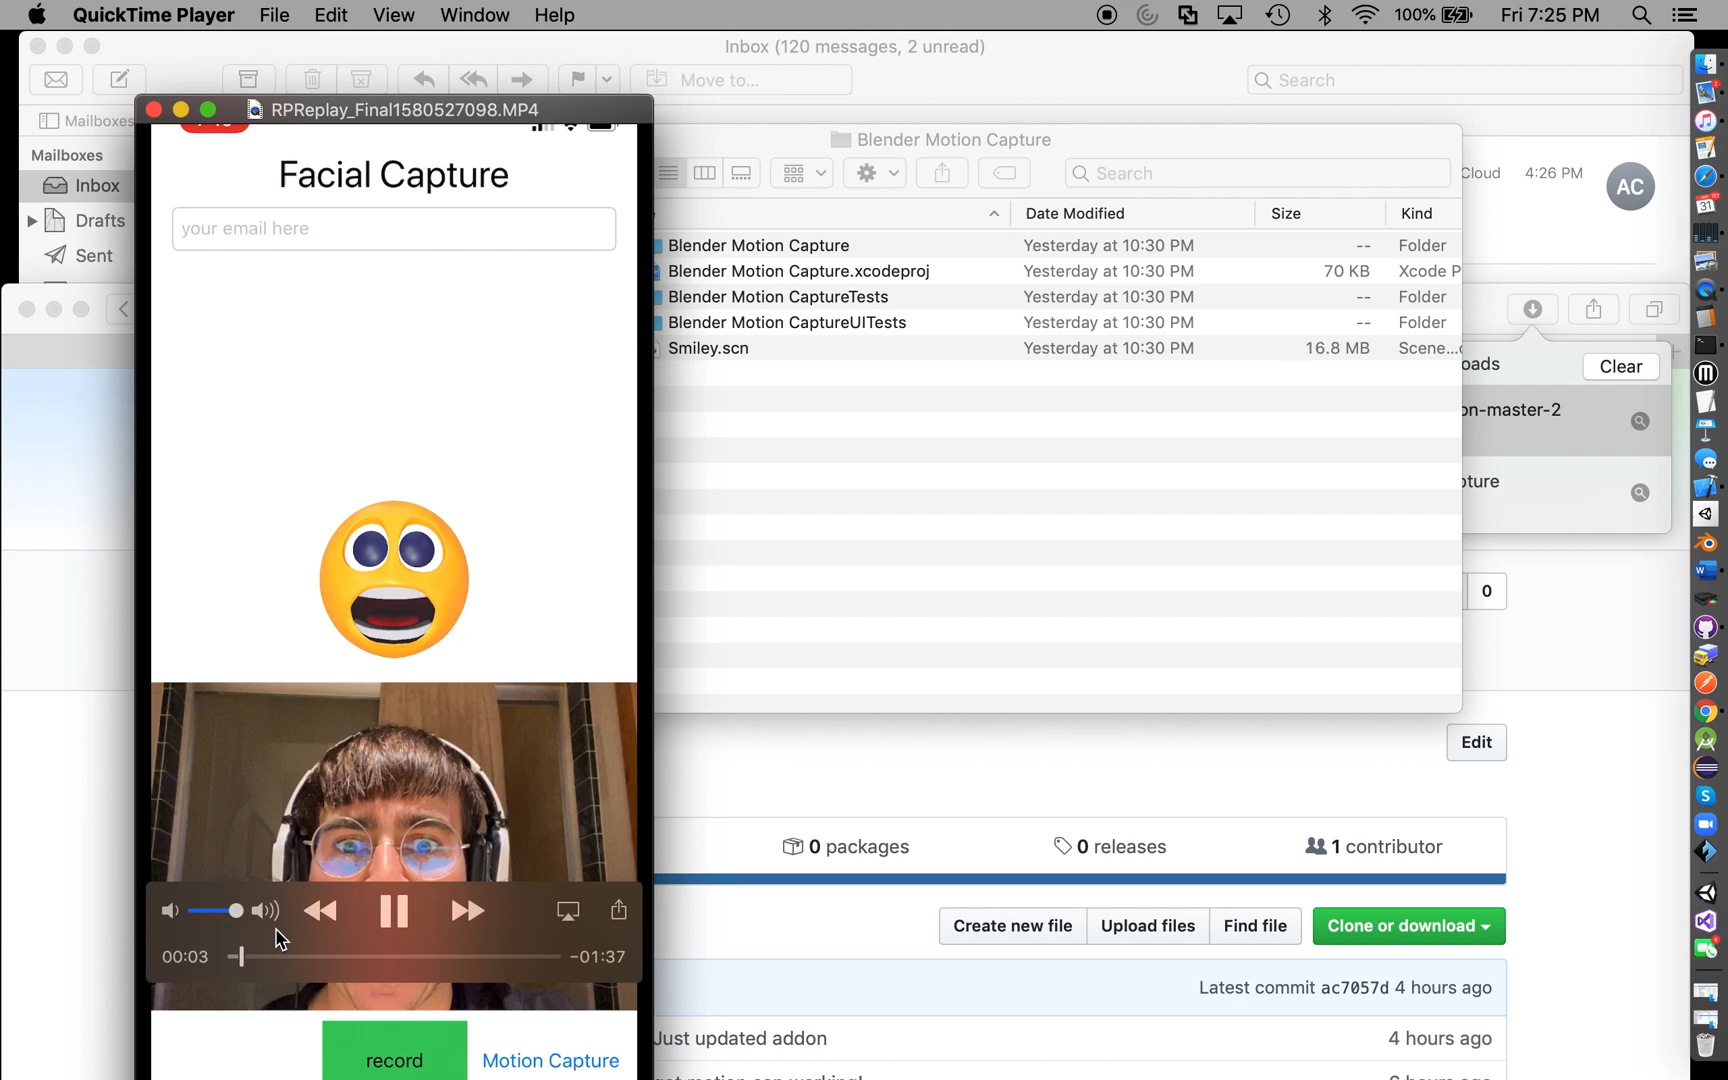 QuickTime Player File Edit View Window Help 100% Fri 7:25 PM
Inbox (120 messages, 2 unread)
Move to... Search
Mailboxes
RPReplay_Final1580527098.MP4
Mailboxes
Inbox
Drafts
Sent
Facial Capture
your email here
record
Motion Capture
00:03
-01:37
Blender Motion Capture
Search
Date Modified Size Kind
Blender Motion Capture Yesterday at 10:30 PM -- Folder
Blender Motion Capture.xcodeproj Yesterday at 10:30 PM 70 KB Xcode P
Blender Motion CaptureTests Yesterday at 10:30 PM -- Folder
Blender Motion CaptureUITests Yesterday at 10:30 PM -- Folder
Smiley.scn Yesterday at 10:30 PM 16.8 MB Scene...
Cloud 4:26 PM AC
oads Clear
on-master-2
pture
0
Edit
0 packages 0 releases 1 contributor
Create new file Upload files Find file Clone or download
Latest commit ac7057d 4 hours ago
Just updated addon 4 hours ago